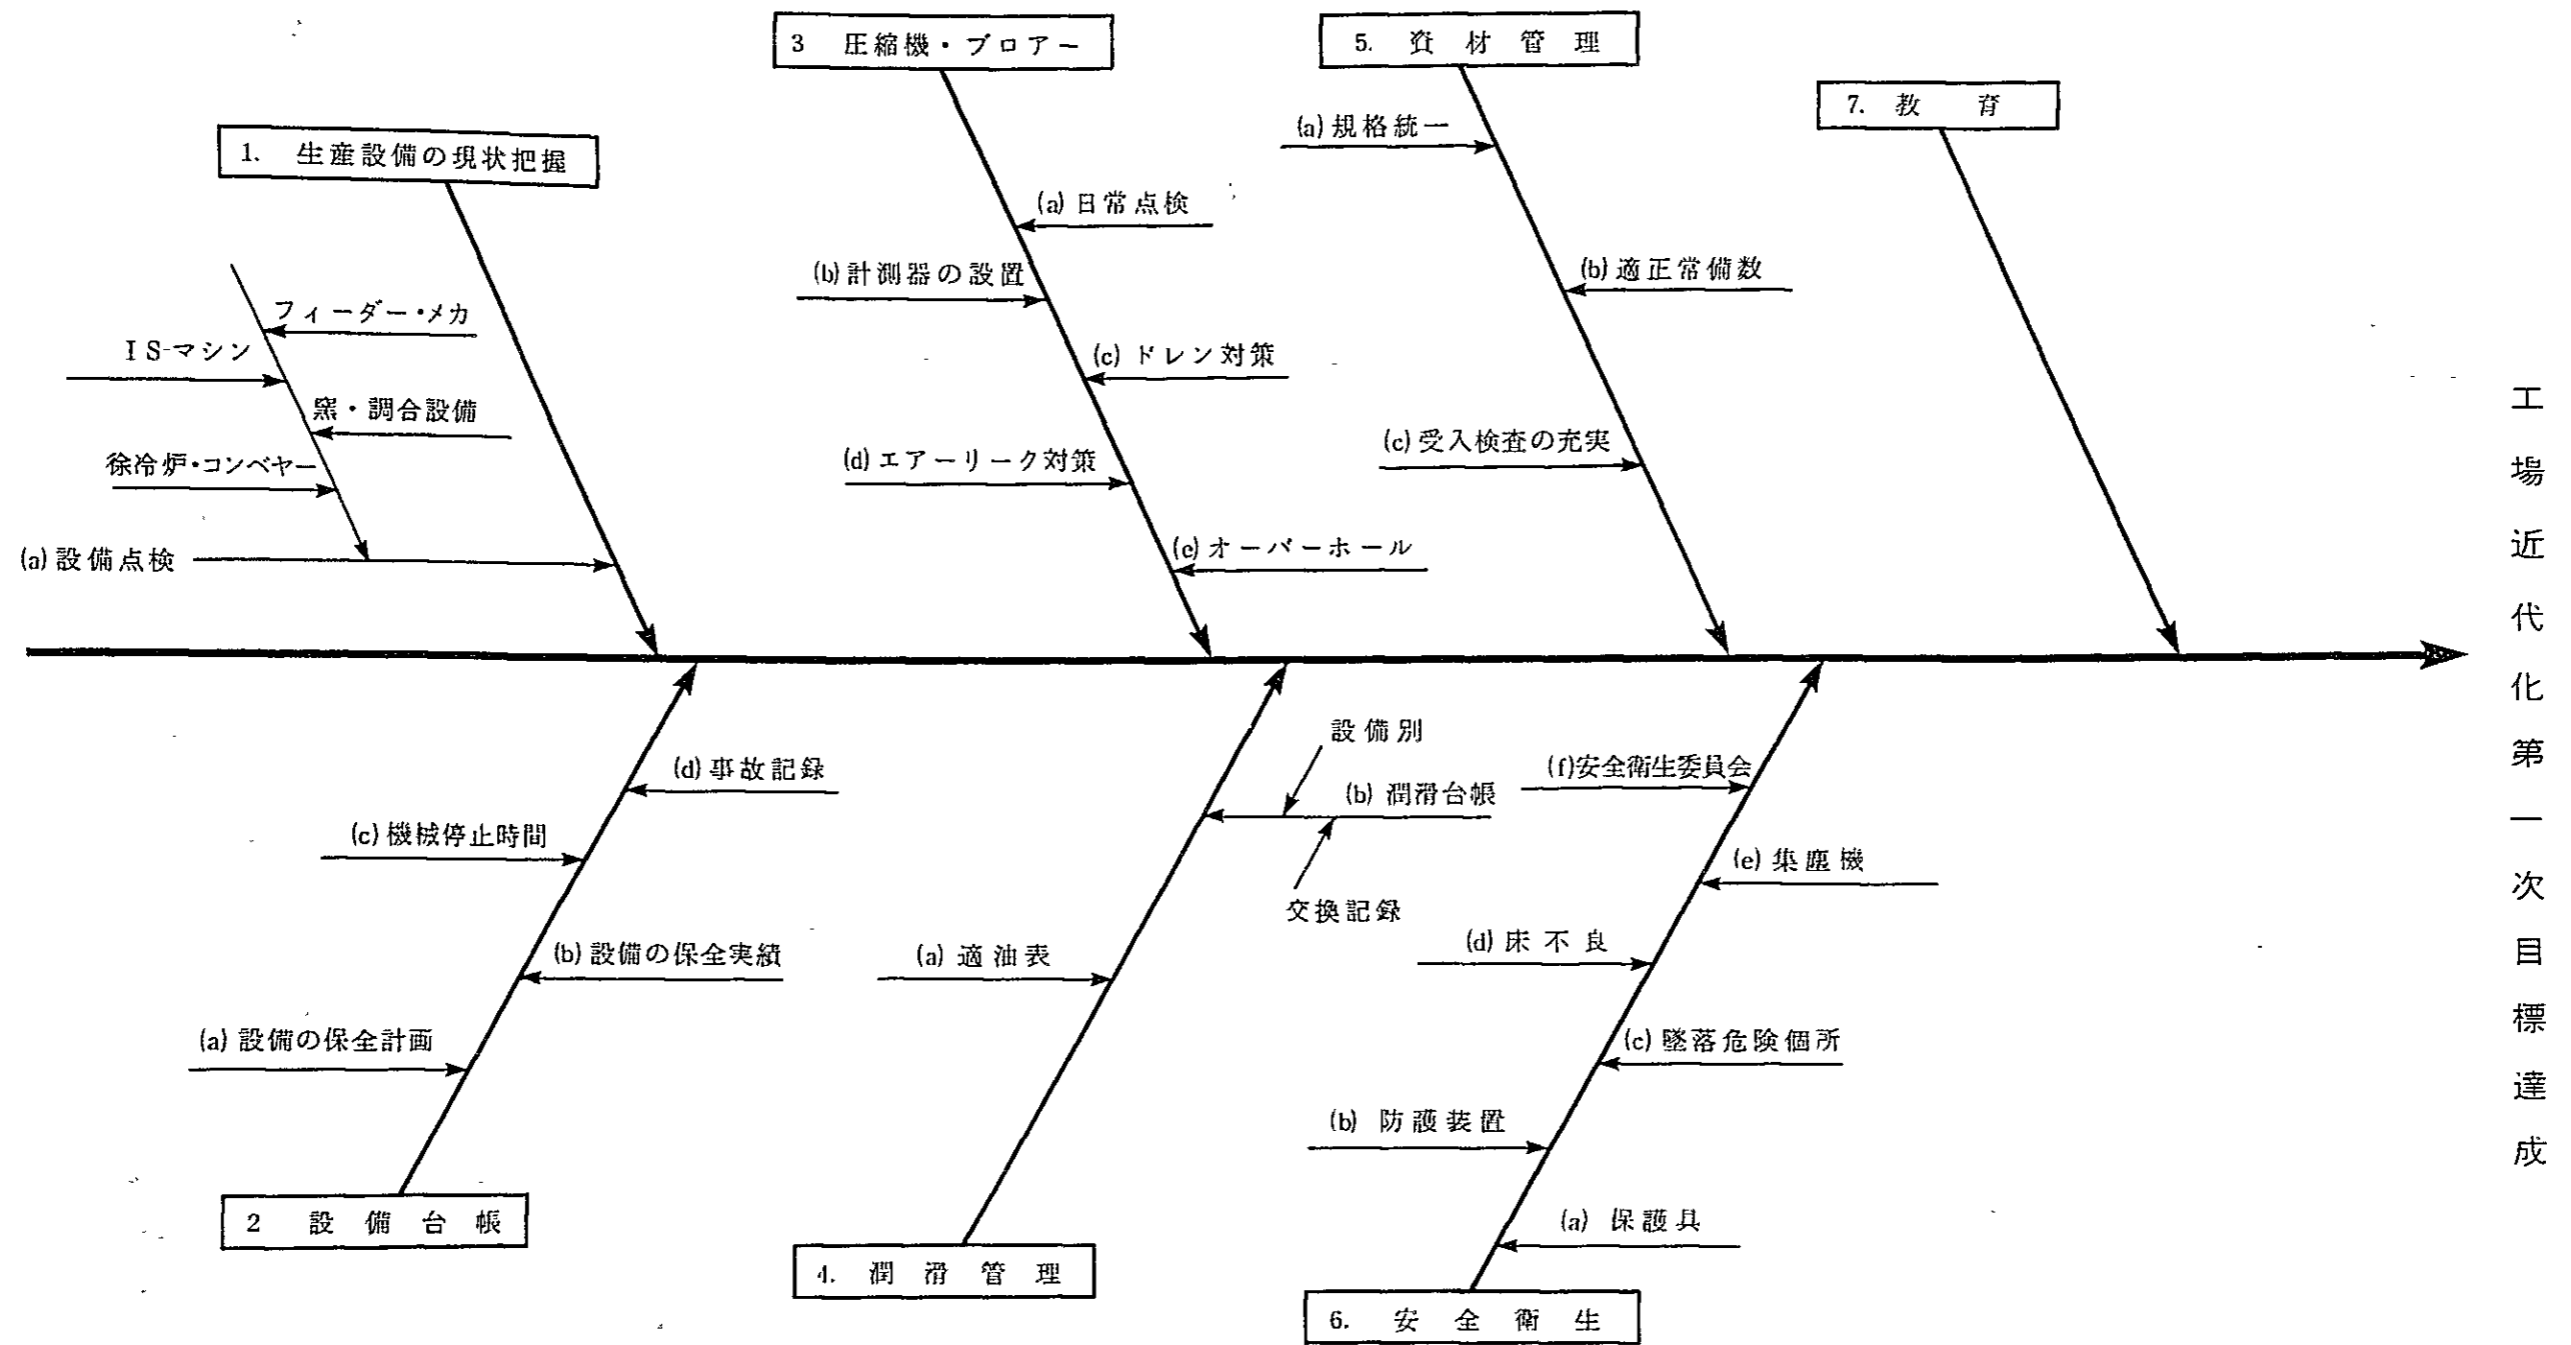 1. 生産設備の現状把握
フィーダー・メカ
IS-マシン
窯・調合設備
徐冷炉・コンベヤー
(a) 設備点検
2 設備台帳
(d) 事故記録
(c) 機械停止時間
(b) 設備の保全実績
(a) 設備の保全計画
3 圧縮機・ブロアー
(a) 日常点検
(b) 計測器の設置
(c) ドレン対策
(d) エアーリーク対策
(e) オーバーホール
4. 潤滑管理
設備別
(b) 潤滑台帳
交換記録
(a) 適油表
5. 資材管理
(a) 規格統一
(b) 適正常備数
(c) 受入検査の充実
6. 安全衛生
(f) 安全衛生委員会
(e) 集塵機
(d) 床不良
(c) 墜落危険個所
(b) 防護装置
(a) 保護具
7. 教育
工場近代化第一次目標達成